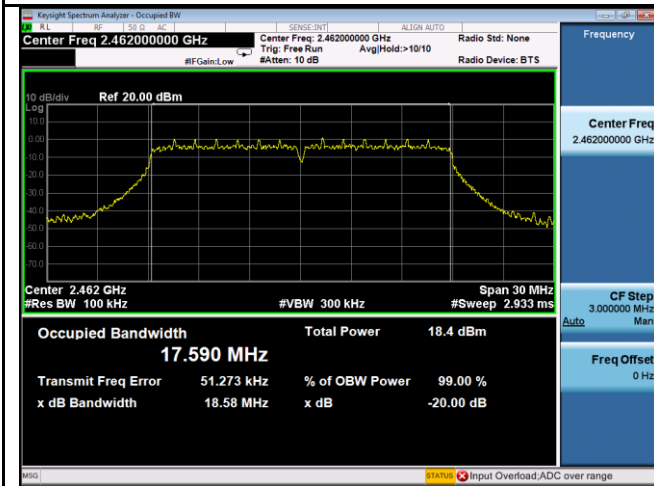 Keysight Spectrum Analyzer - Occupied BW
RL RF 50 Ω AC SENSE:INT ALIGN AUTO
Center Freq 2.462000000 GHz
Center Freq: 2.462000000 GHz Radio Std: None
Trig: Free Run Avg|Hold:>10/10
#IFGain:Low #Atten: 10 dB Radio Device: BTS
10 dB/div Ref 20.00 dBm
Log
10.0
0.00
-10.0
-20.0
-30.0
-40.0
-50.0
-60.0
-70.0
Center 2.462 GHz Span 30 MHz
#Res BW 100 kHz #VBW 300 kHz #Sweep 2.933 ms
Occupied Bandwidth Total Power 18.4 dBm
17.590 MHz
Transmit Freq Error 51.273 kHz % of OBW Power 99.00 %
x dB Bandwidth 18.58 MHz x dB -20.00 dB
Frequency
Center Freq
2.462000000 GHz
CF Step
3.000000 MHz
Auto Man
Freq Offset
0 Hz
MSG STATUS Input Overload;ADC over range